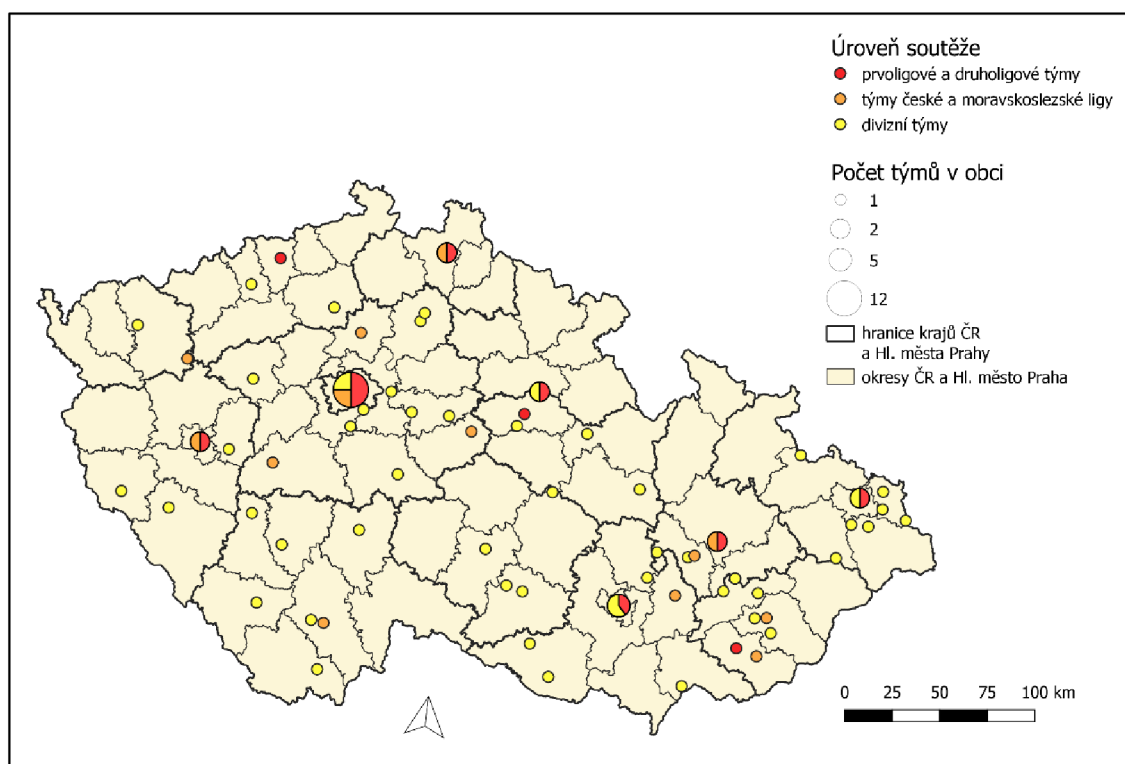 Úroveň soutěže
prvoligové a druholigové týmy
týmy české a moravskoslezské ligy
divizní týmy
Počet týmů v obci
1
2
5
12
hranice krajů ČR
a Hl. města Prahy
okresy ČR a Hl. město Praha
0 25 50 75 100 km